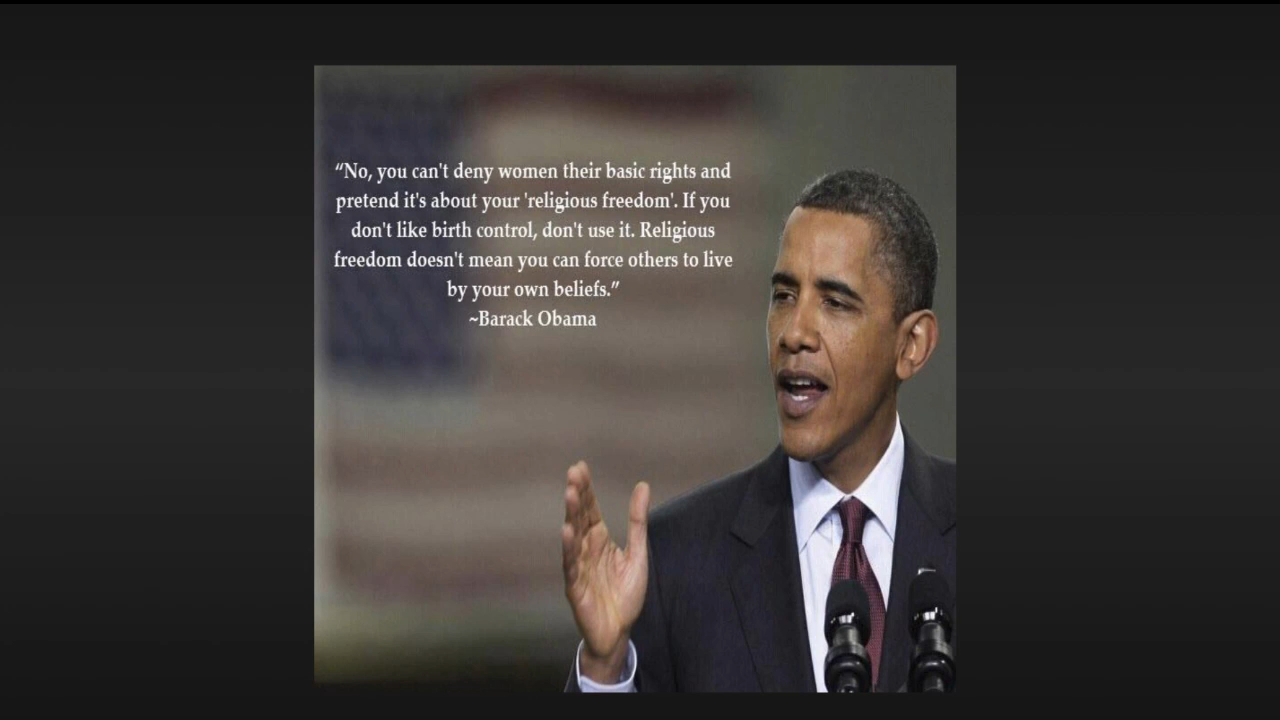 “No, you can't deny women their basic rights and
pretend it's about your 'religious freedom'. If you
don't like birth control, don't use it. Religious
freedom doesn't mean you can force others to live
by your own beliefs.”
~Barack Obama